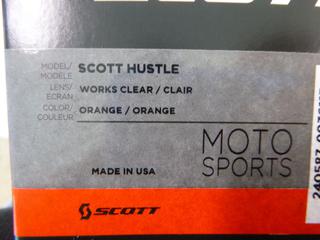 MODEL/
MODELE
SCOTT HUSTLE
LENS/
ECRAN
WORKS CLEAR / CLAIR
COLOR/
COULEUR
ORANGE / ORANGE
MOTO
SPORTS
MADE IN USA
SCOTT